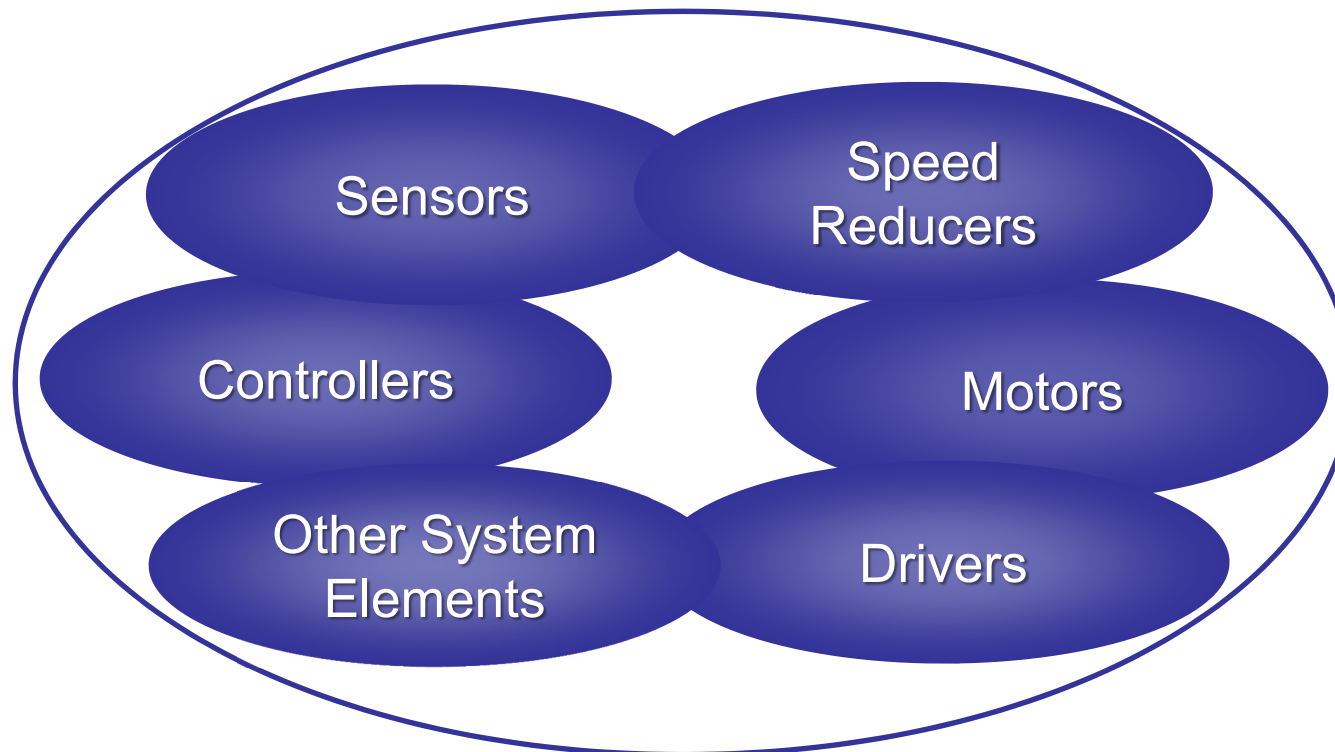 Sensors
Speed
Reducers
Controllers
Motors
Other System
Elements
Drivers